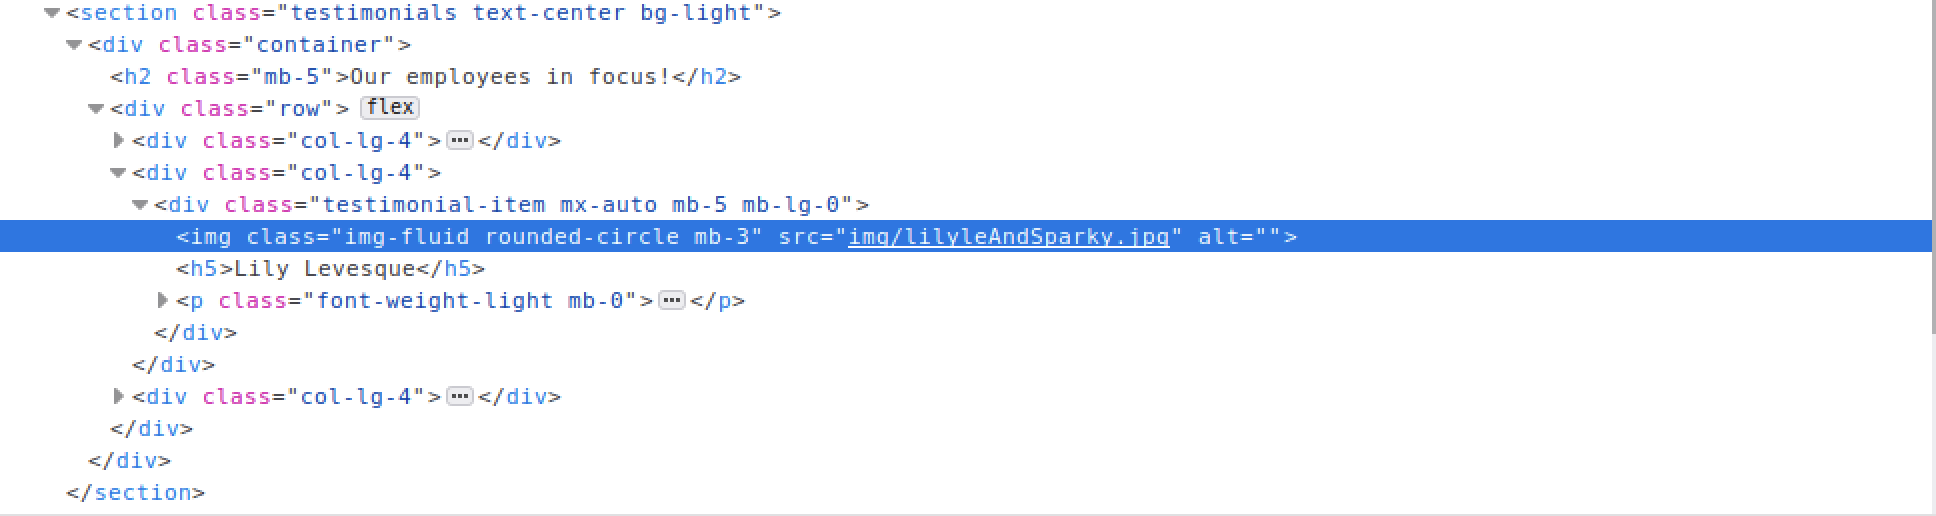 <section class="testimonials text-center bg-light">
<div class="container">
<h2 class="mb-5">Our employees in focus!</h2>
<div class="row"> flex
<div class="col-lg-4">…</div>
<div class="col-lg-4">
<div class="testimonial-item mx-auto mb-5 mb-lg-0">
<img class="img-fluid rounded-circle mb-3" src="img/lilyleAndSparky.jpg" alt="">
<h5>Lily Levesque</h5>
<p class="font-weight-light mb-0">…</p>
</div>
</div>
<div class="col-lg-4">…</div>
</div>
</div>
</section>